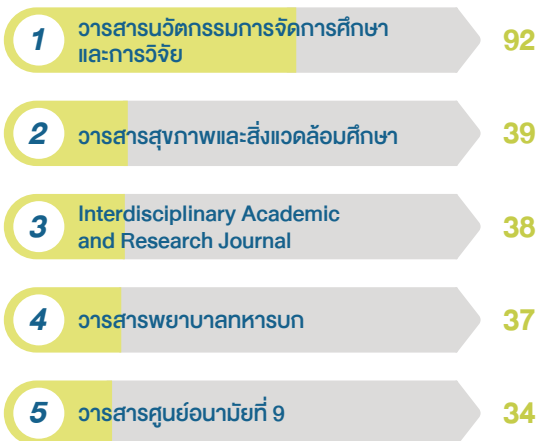 1 วารสารนวัตกรรมการจัดการศึกษา
และการวิจัย 92
2 วารสารสุขภาพและสิ่งแวดล้อมศึกษา 39
3 Interdisciplinary Academic
and Research Journal 38
4 วารสารพยาบาลทหารบก 37
5 วารสารศูนย์อนามัยที่ 9 34